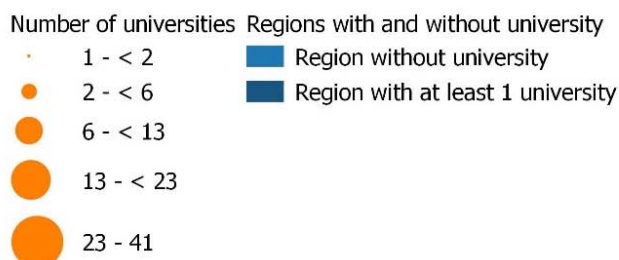 Number of universities Regions with and without university
1 - < 2 Region without university
2 - < 6 Region with at least 1 university
6 - < 13
13 - < 23
23 - 41